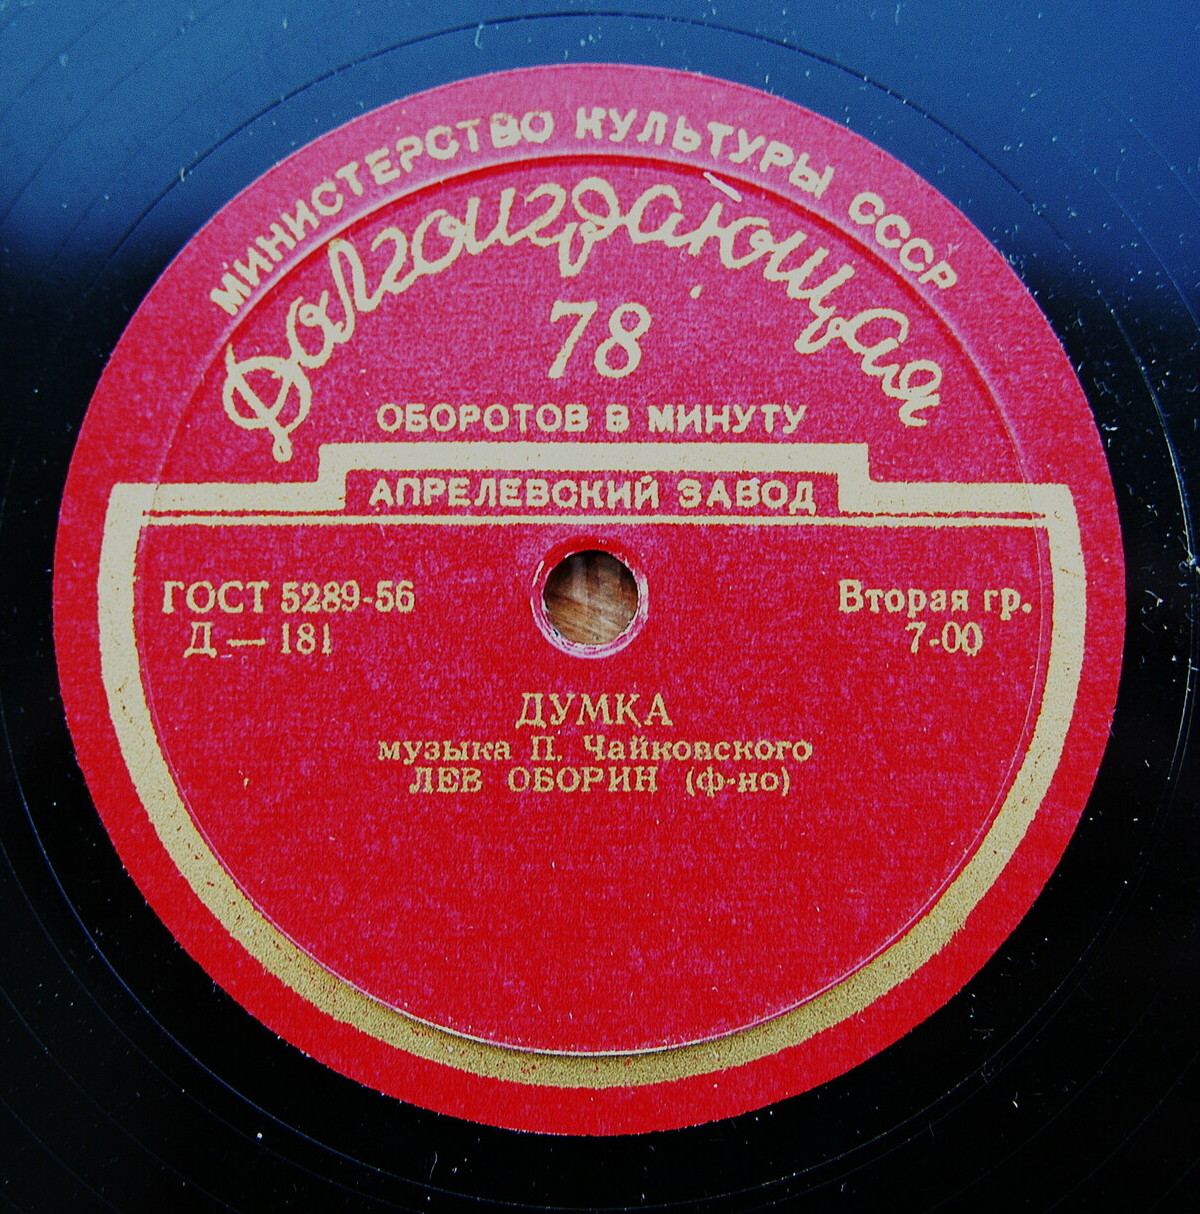 МИНИСТЕРСТВО КУЛЬТУРЫ СССР
Долгоиграющая
78
ОБОРОТОВ В МИНУТУ
АПРЕЛЕВСКИЙ ЗАВОД
ГОСТ 5289-56
Д — 181
Вторая гр.
7-00
ДУМКА
музыка П. Чайковского
ЛЕВ ОБОРИН (ф-но)